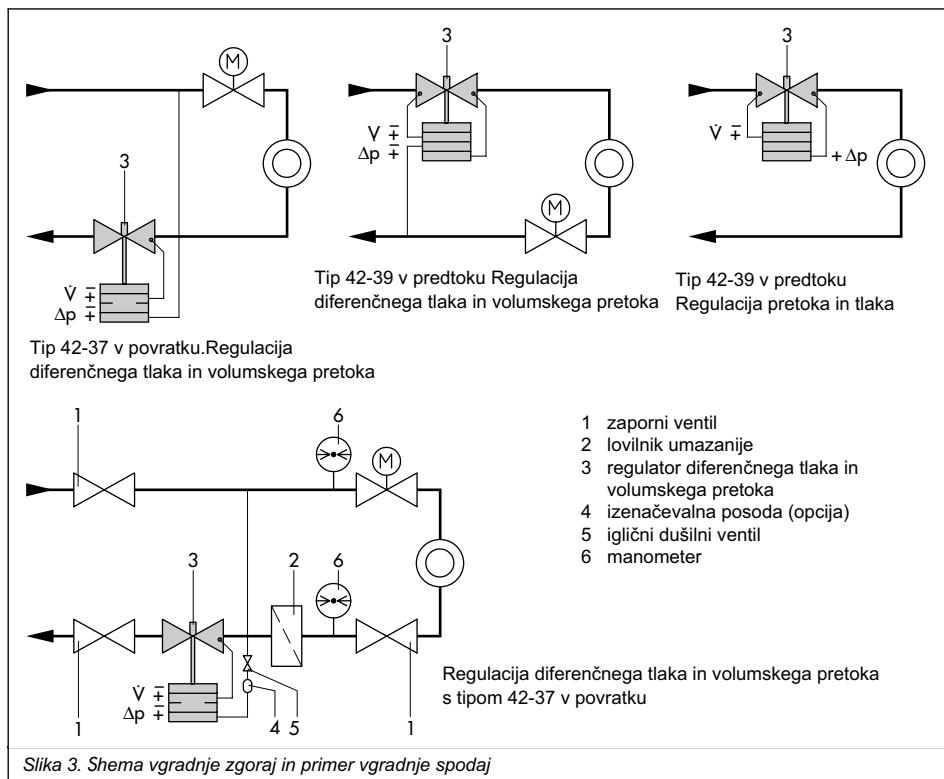 3
M
V̇ ∓
Δp ∓
Tip 42-37 v povratku.Regulacija
diferenčnega tlaka in volumskega pretoka
3
V̇ ∓
Δp ∓
M
Tip 42-39 v predtoku Regulacija
diferenčnega tlaka in volumskega pretoka
3
V̇ ∓
+ Δp
Tip 42-39 v predtoku
Regulacija pretoka in tlaka
1
6
M
3
2
6
V̇ ∓
Δp ∓
1
4
5
1
1 zaporni ventil
2 lovilnik umazanije
3 regulator diferenčnega tlaka in
volumskega pretoka
4 izenačevalna posoda (opcija)
5 iglični dušilni ventil
6 manometer
Regulacija diferenčnega tlaka in volumskega pretoka
s tipom 42-37 v povratku
Slika 3. Shema vgradnje zgoraj in primer vgradnje spodaj